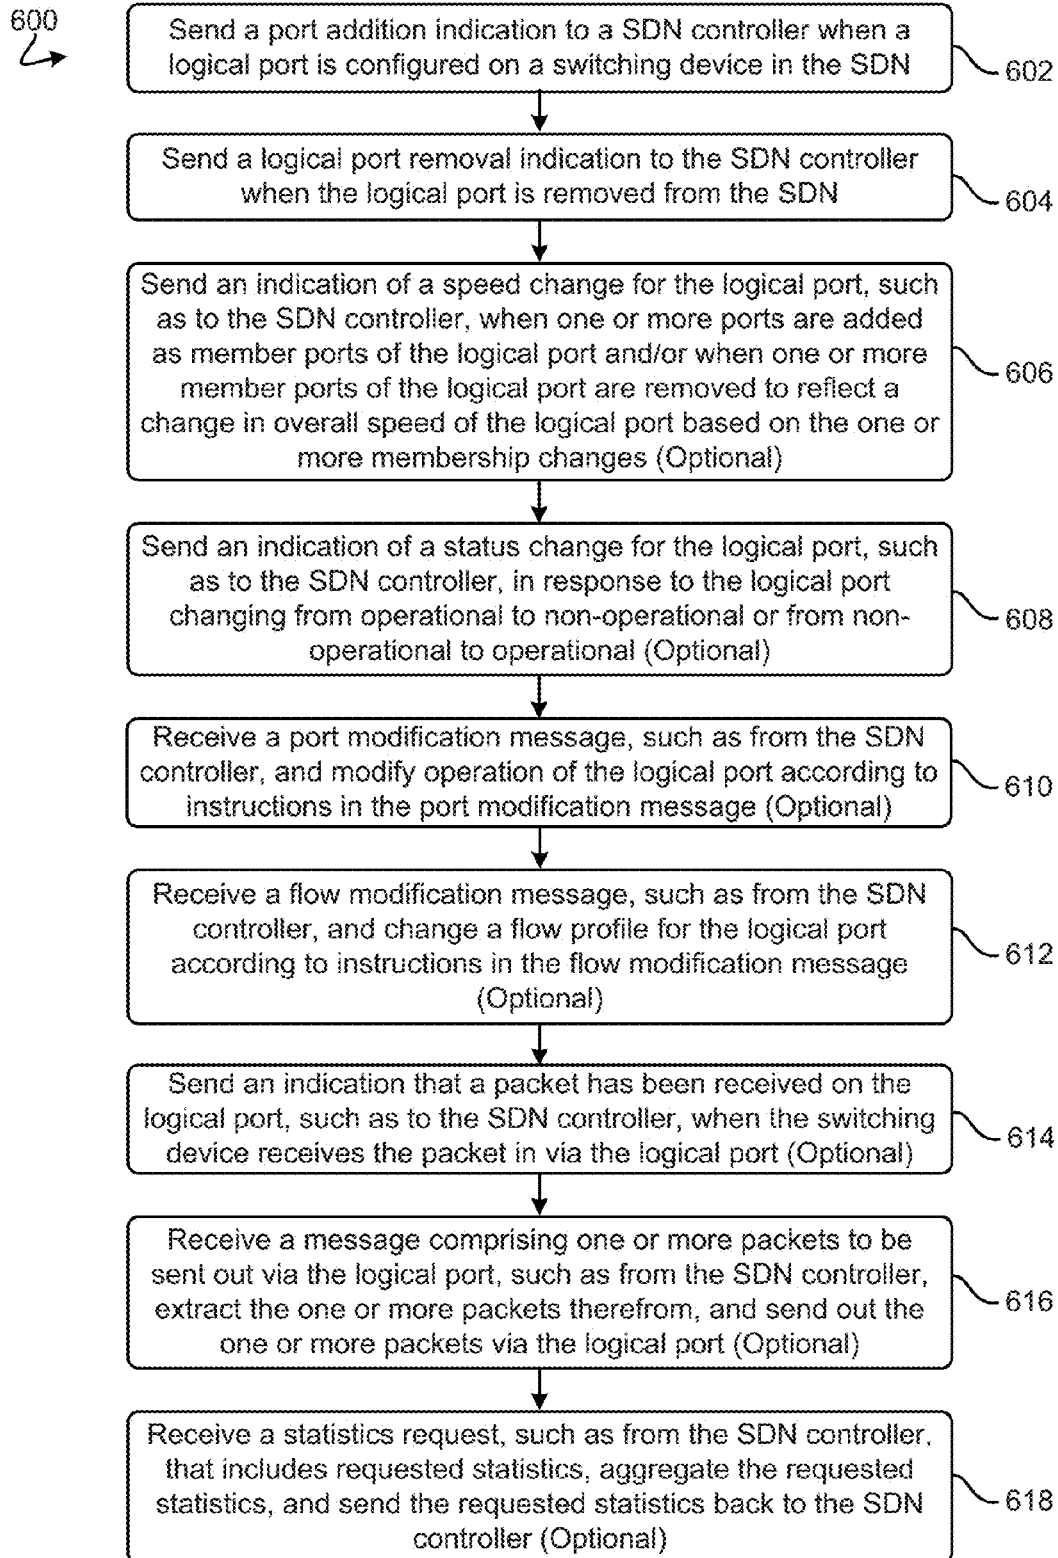 600
Send a port addition indication to a SDN controller when a
logical port is configured on a switching device in the SDN
602
Send a logical port removal indication to the SDN controller
when the logical port is removed from the SDN
604
Send an indication of a speed change for the logical port, such
as to the SDN controller, when one or more ports are added
as member ports of the logical port and/or when one or more
member ports of the logical port are removed to reflect a
change in overall speed of the logical port based on the one or
more membership changes (Optional)
606
Send an indication of a status change for the logical port, such
as to the SDN controller, in response to the logical port
changing from operational to non-operational or from non-
operational to operational (Optional)
608
Receive a port modification message, such as from the SDN
controller, and modify operation of the logical port according to
instructions in the port modification message (Optional)
610
Receive a flow modification message, such as from the SDN
controller, and change a flow profile for the logical port
according to instructions in the flow modification message
(Optional)
612
Send an indication that a packet has been received on the
logical port, such as to the SDN controller, when the switching
device receives the packet in via the logical port (Optional)
614
Receive a message comprising one or more packets to be
sent out via the logical port, such as from the SDN controller,
extract the one or more packets therefrom, and send out the
one or more packets via the logical port (Optional)
616
Receive a statistics request, such as from the SDN controller,
that includes requested statistics, aggregate the requested
statistics, and send the requested statistics back to the SDN
controller (Optional)
618